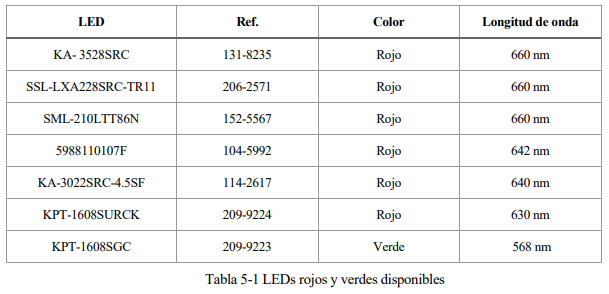 LED Ref. Color Longitud de onda
KA- 3528SRC 131-8235 Rojo 660 nm
SSL-LXA228SRC-TR11 206-2571 Rojo 660 nm
SML-210LTT86N 152-5567 Rojo 660 nm
5988110107F 104-5992 Rojo 642 nm
KA-3022SRC-4.5SF 114-2617 Rojo 640 nm
KPT-1608SURCK 209-9224 Rojo 630 nm
KPT-1608SGC 209-9223 Verde 568 nm
Tabla 5-1 LEDs rojos y verdes disponibles